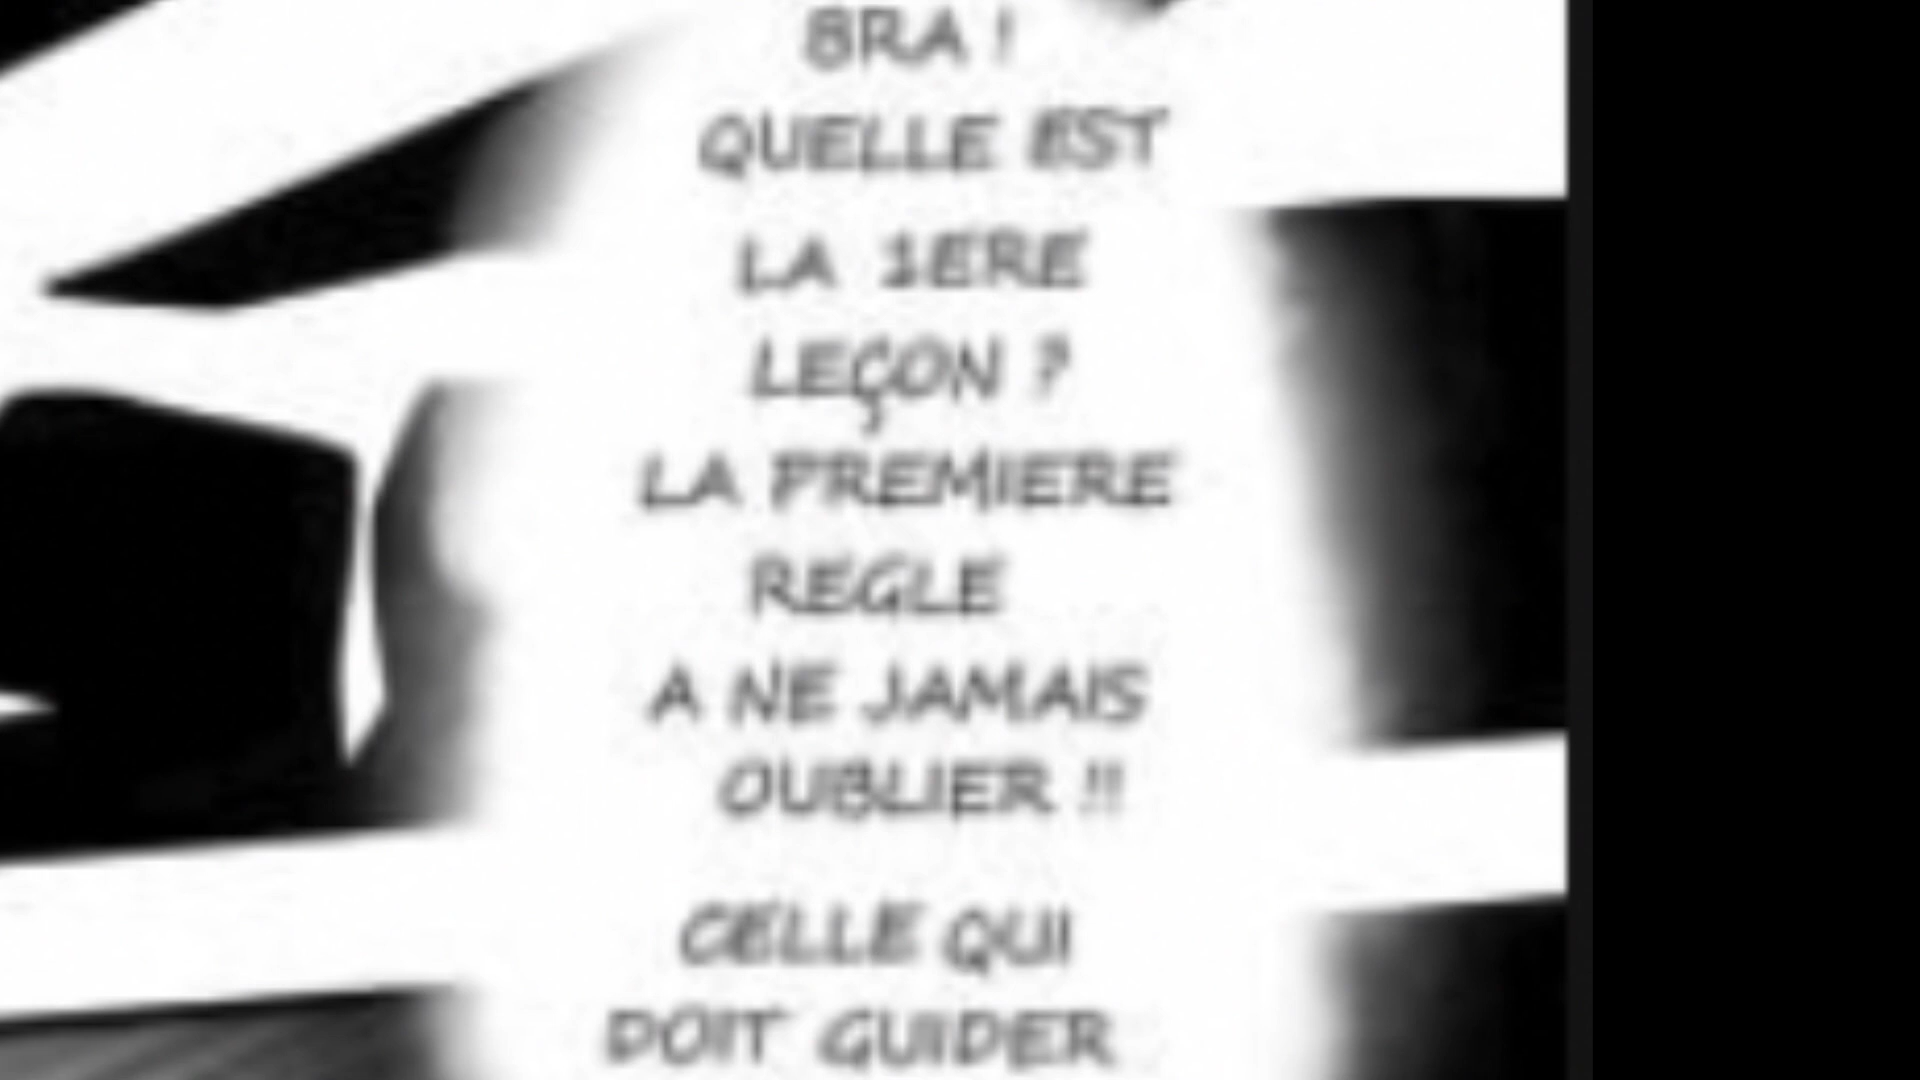 BRA !
QUELLE EST
LA 1ERE
LEÇON ?
LA PREMIERE
REGLE
A NE JAMAIS
OUBLIER !!
CELLE QUI
DOIT GUIDER